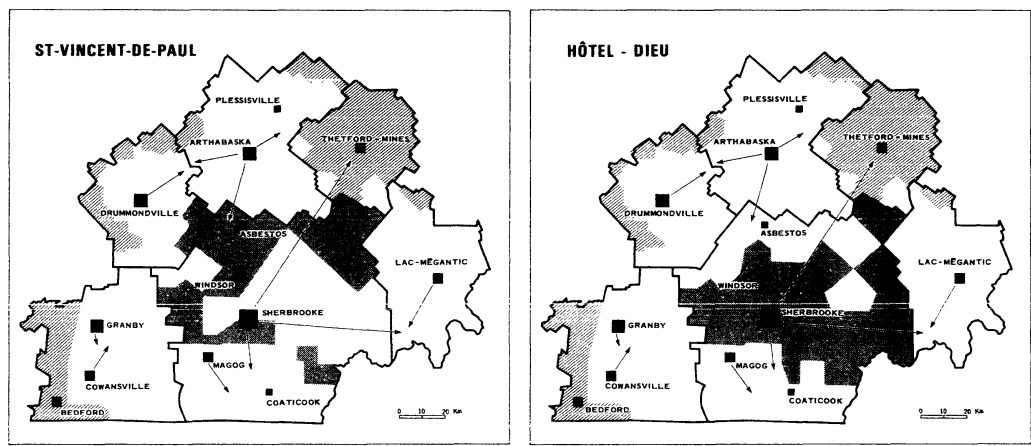 ST-VINCENT-DE-PAUL
PLESSISVILLE
ARTHABASKA
THETFORD-MINES
DRUMMONDVILLE
ASBESTOS
LAC-MÉGANTIC
WINDSOR
SHERBROOKE
GRANBY
MAGOG
COWANSVILLE
COATICOOK
BEDFORD
0 10 20 Km
HÔTEL - DIEU
PLESSISVILLE
ARTHABASKA
THETFORD-MINES
DRUMMONDVILLE
ASBESTOS
LAC-MÉGANTIC
WINDSOR
SHERBROOKE
GRANBY
MAGOG
COWANSVILLE
COATICOOK
BEDFORD
0 10 20 Km